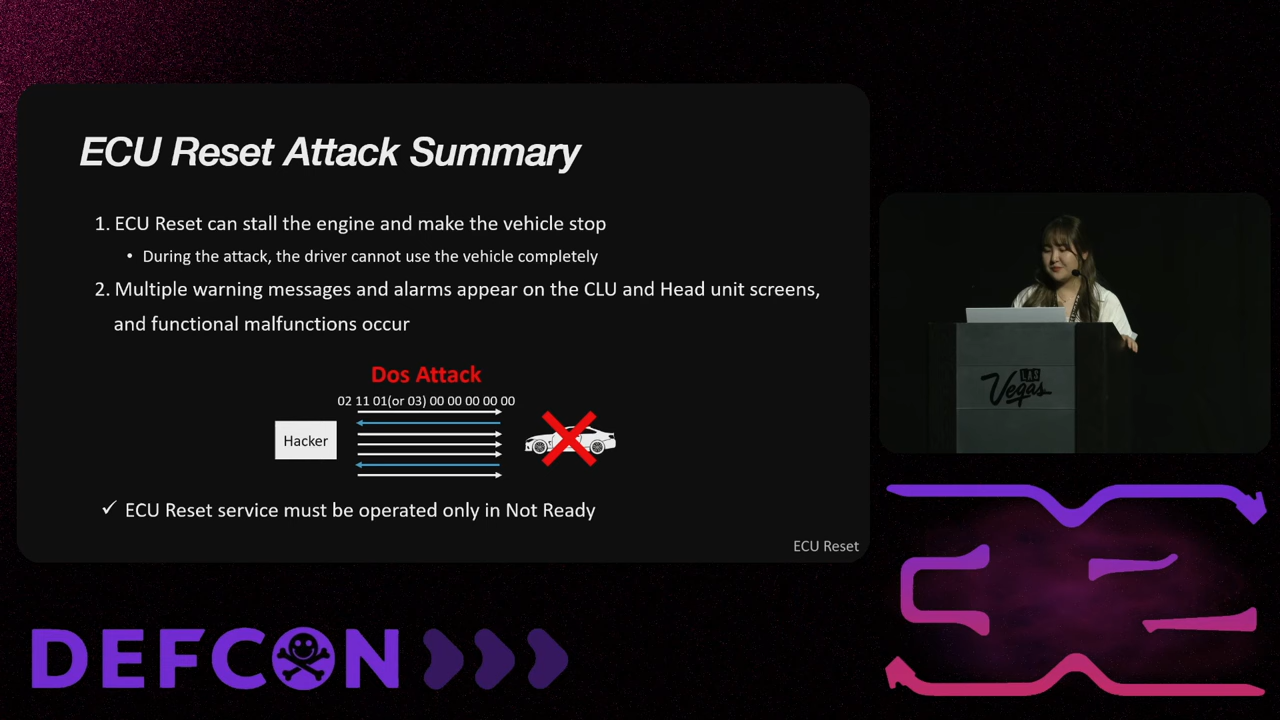 ECU Reset Attack Summary
1. ECU Reset can stall the engine and make the vehicle stop
• During the attack, the driver cannot use the vehicle completely
2. Multiple warning messages and alarms appear on the CLU and Head unit screens,
and functional malfunctions occur
Dos Attack
02 11 01(or 03) 00 00 00 00 00
Hacker
✓ ECU Reset service must be operated only in Not Ready
ECU Reset
LAS
Vegas
DEFCON